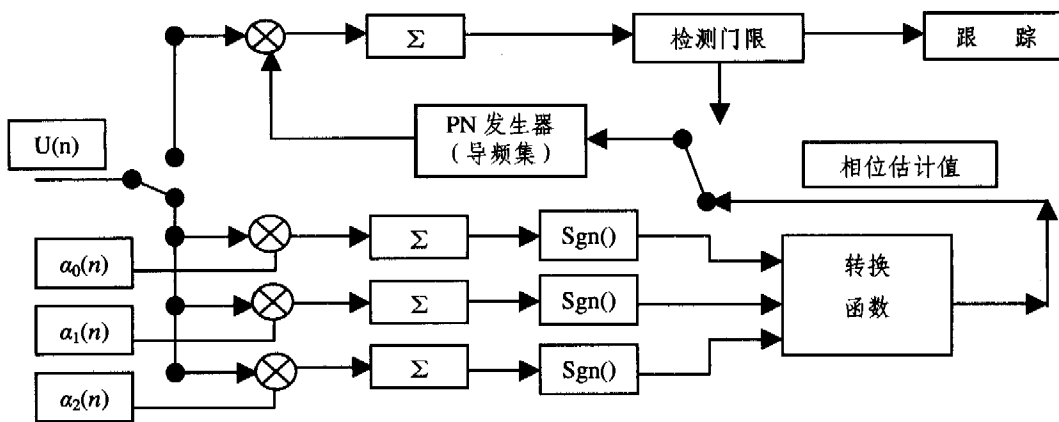 Σ
检测门限
跟 踪
PN 发生器
(导频集)
U(n)
相位估计值
α₀(n)
Σ
Sgn()
转换
函数
α₁(n)
Σ
Sgn()
α₂(n)
Σ
Sgn()